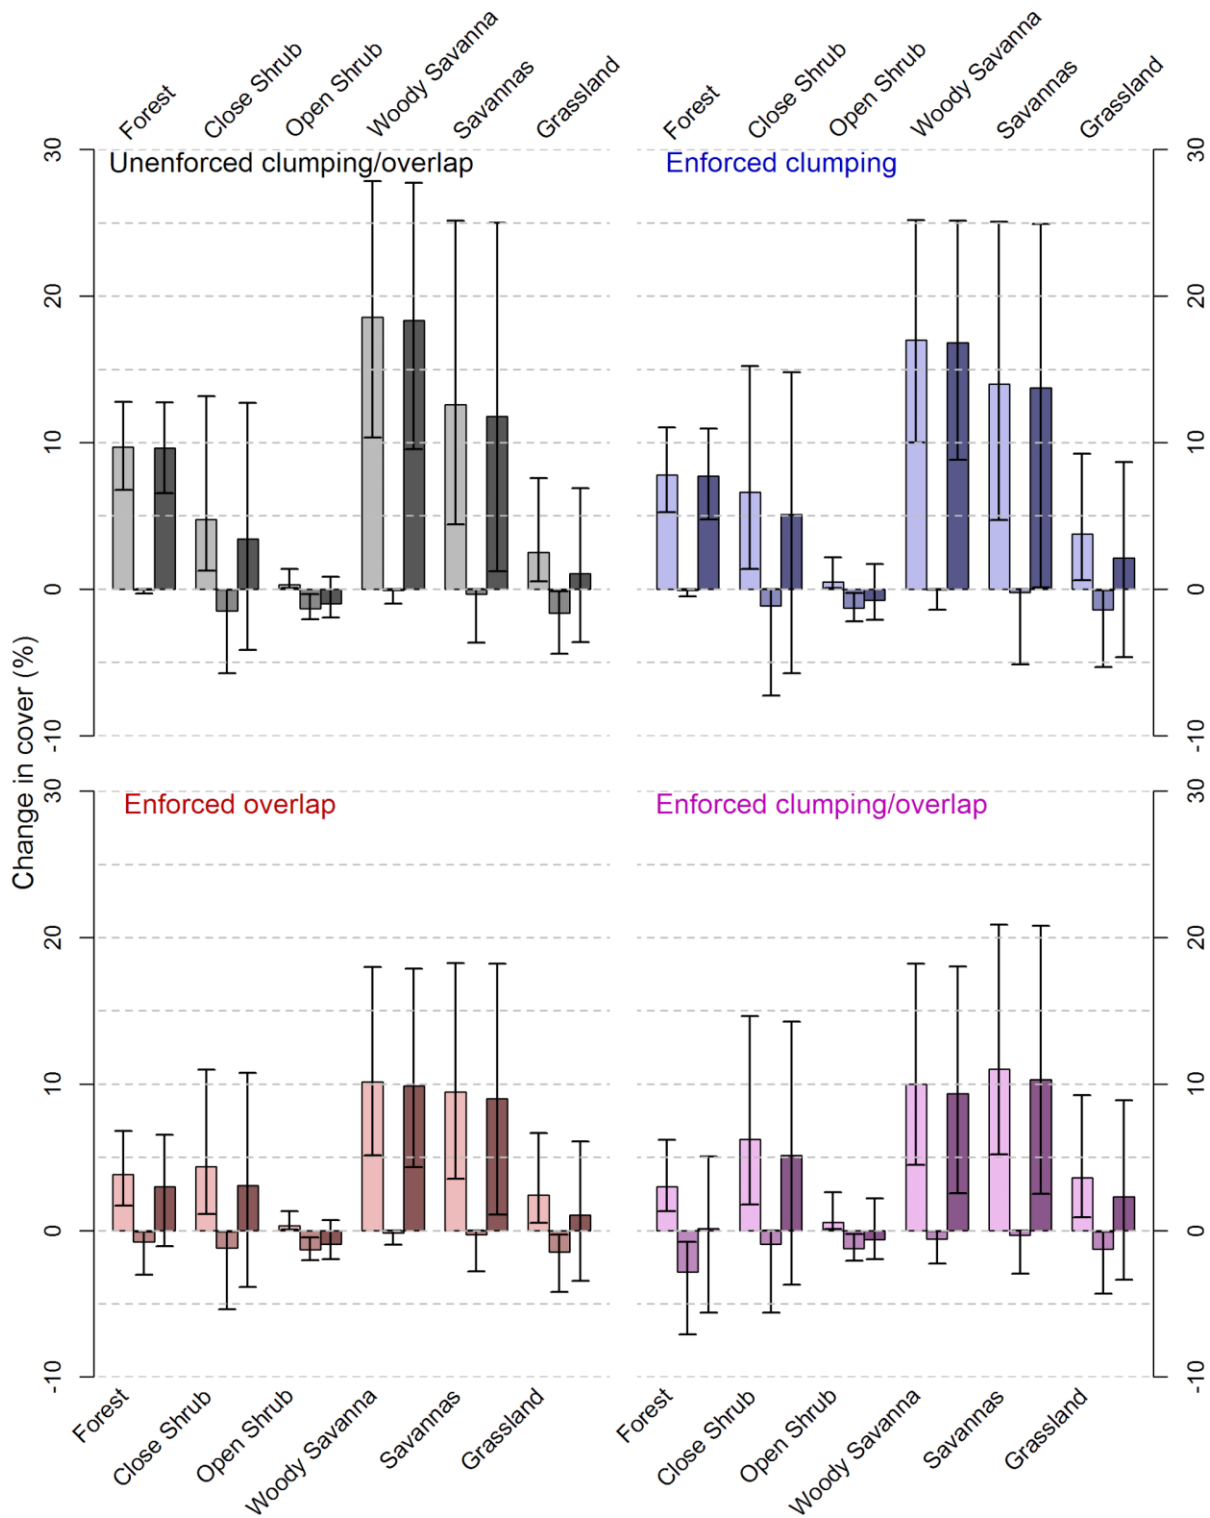 Forest
Close Shrub
Open Shrub
Woody Savanna
Savannas
Grassland
Forest
Close Shrub
Open Shrub
Woody Savanna
Savannas
Grassland
Unenforced clumping/overlap
Enforced clumping
30
20
10
0
-10
30
20
10
0
-10
Change in cover (%)
Enforced overlap
Enforced clumping/overlap
30
20
10
0
-10
30
20
10
0
-10
Forest
Close Shrub
Open Shrub
Woody Savanna
Savannas
Grassland
Forest
Close Shrub
Open Shrub
Woody Savanna
Savannas
Grassland